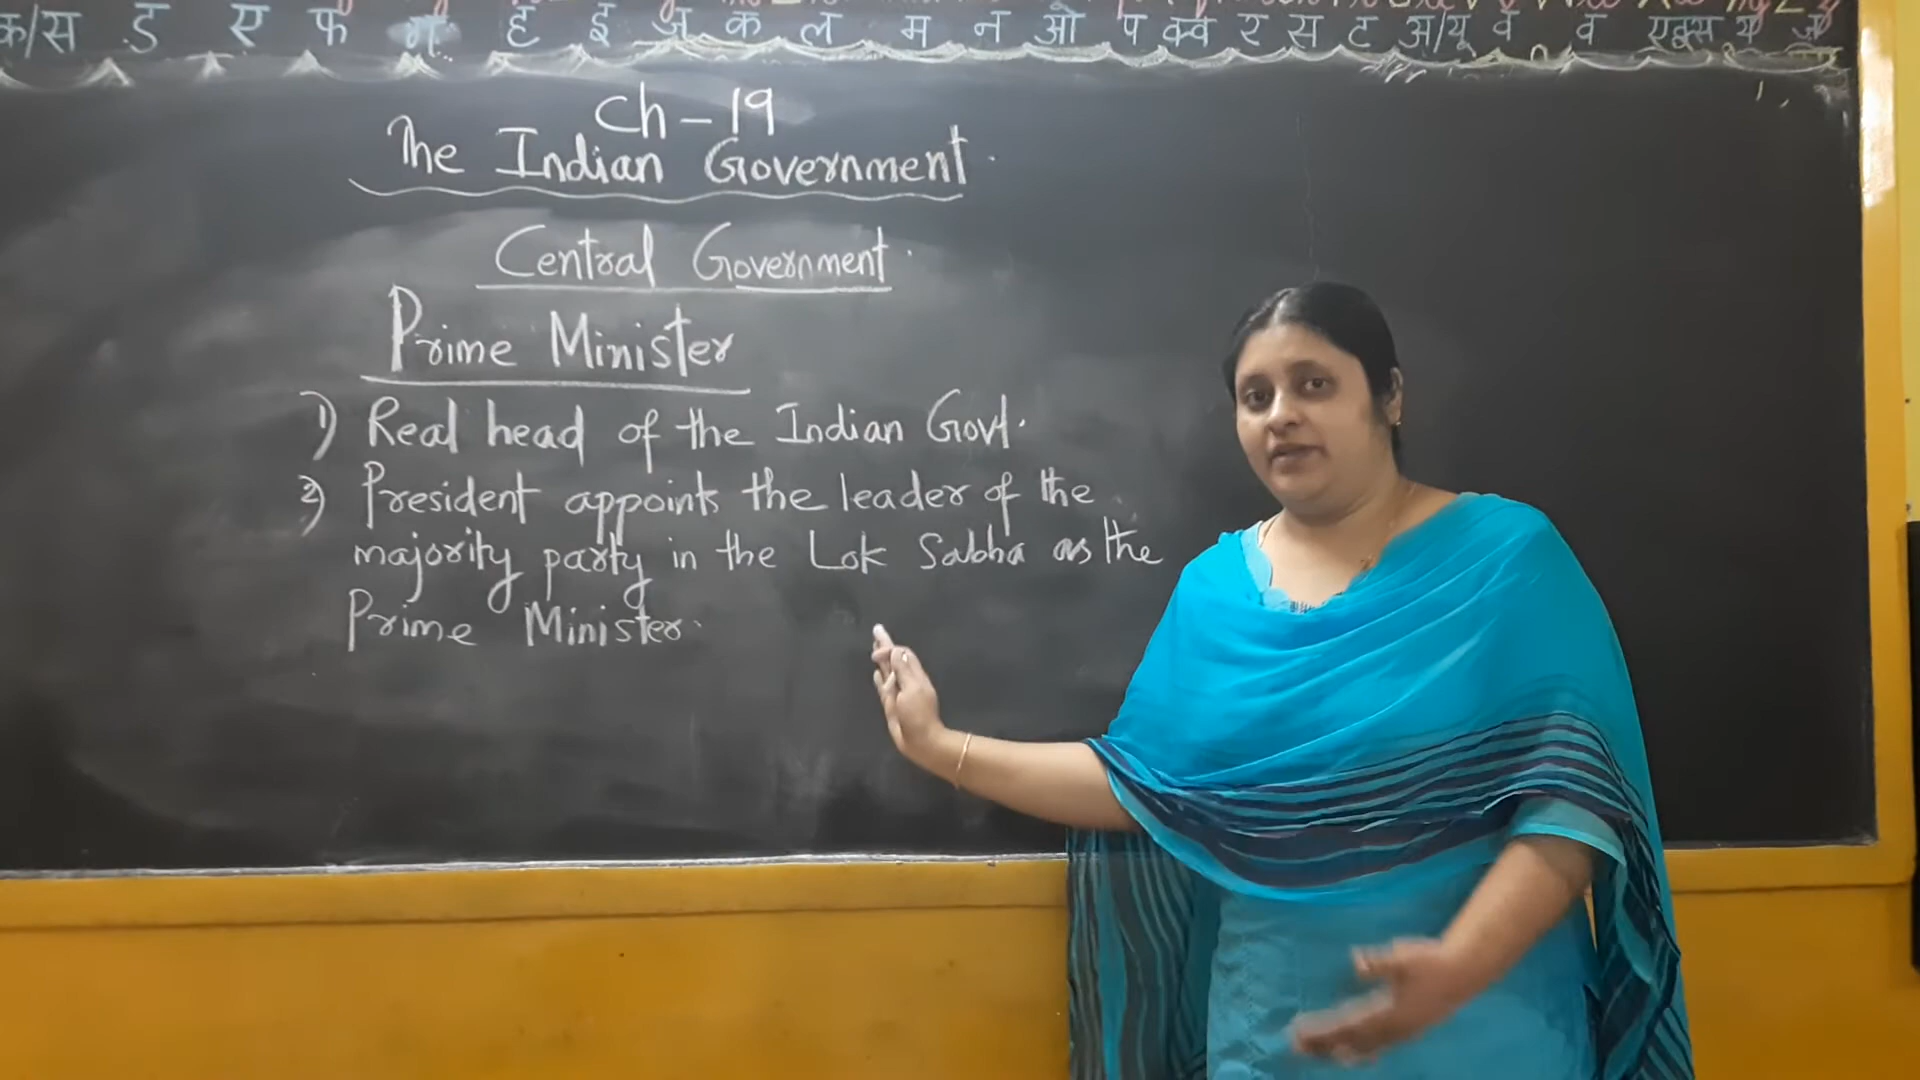 क/स ड ए फ ग ह इ ज क ल म न ओ प क्व र स ट अ/यू व व एक्स य
Ch - 19
The Indian Government.
Central Government.
Prime Minister
1) Real head of the Indian Govt.
2) President appoints the leader of the
majority party in the Lok Sabha as the
Prime Minister.